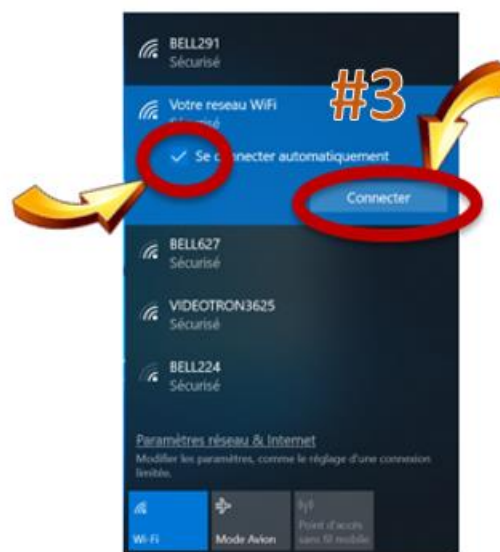 BELL291
Sécurisé
Votre reseau WiFi
#3
Sécurisé
Se connecter automatiquement
Connecter
BELL627
Sécurisé
VIDEOTRON3625
Sécurisé
BELL224
Sécurisé
Paramètres réseau & Internet
Modifier les paramètres, comme le réglage d'une connexion
limitée.
Wi-Fi
Mode Avion
Point d'accès
sans fil mobile